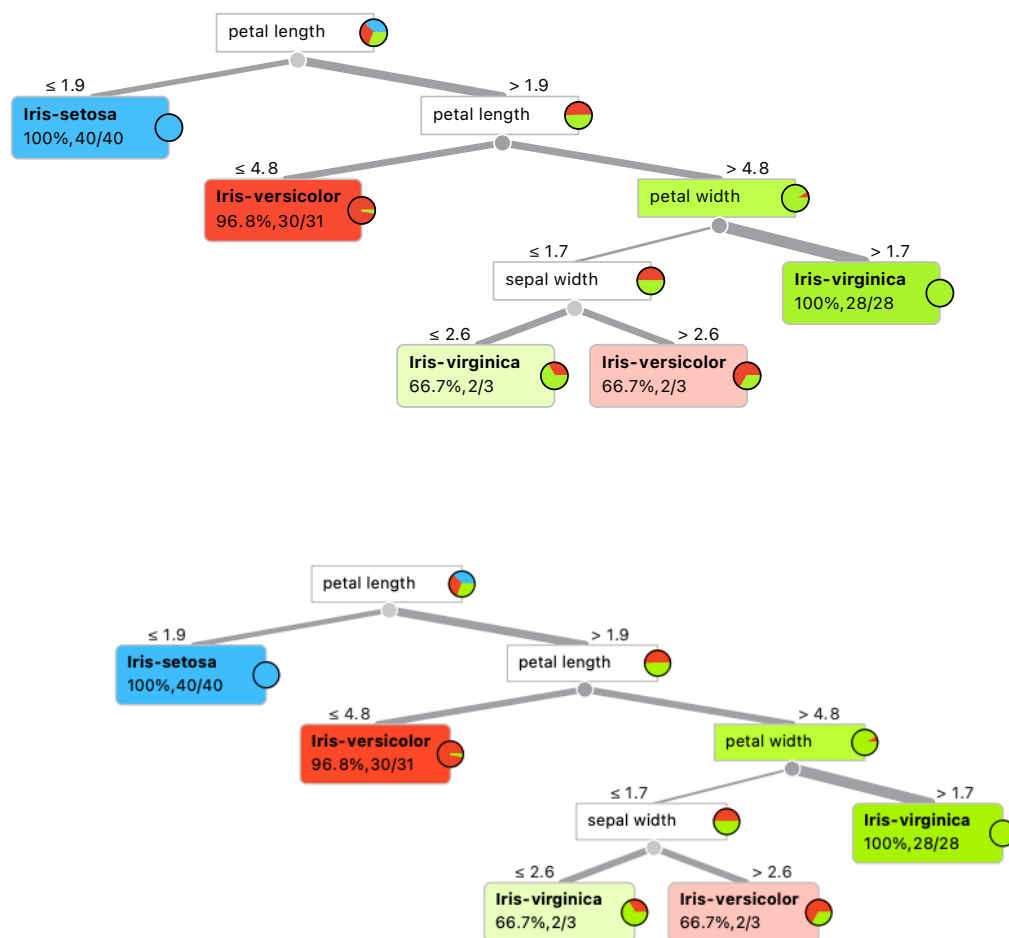 petal length
≤ 1.9
> 1.9
Iris-setosa
100%,40/40
petal length
≤ 4.8
> 4.8
Iris-versicolor
96.8%,30/31
petal width
≤ 1.7
> 1.7
sepal width
Iris-virginica
100%,28/28
≤ 2.6
> 2.6
Iris-virginica
66.7%,2/3
Iris-versicolor
66.7%,2/3
petal length
≤ 1.9
> 1.9
Iris-setosa
100%,40/40
petal length
≤ 4.8
> 4.8
Iris-versicolor
96.8%,30/31
petal width
≤ 1.7
> 1.7
sepal width
Iris-virginica
100%,28/28
≤ 2.6
> 2.6
Iris-virginica
66.7%,2/3
Iris-versicolor
66.7%,2/3